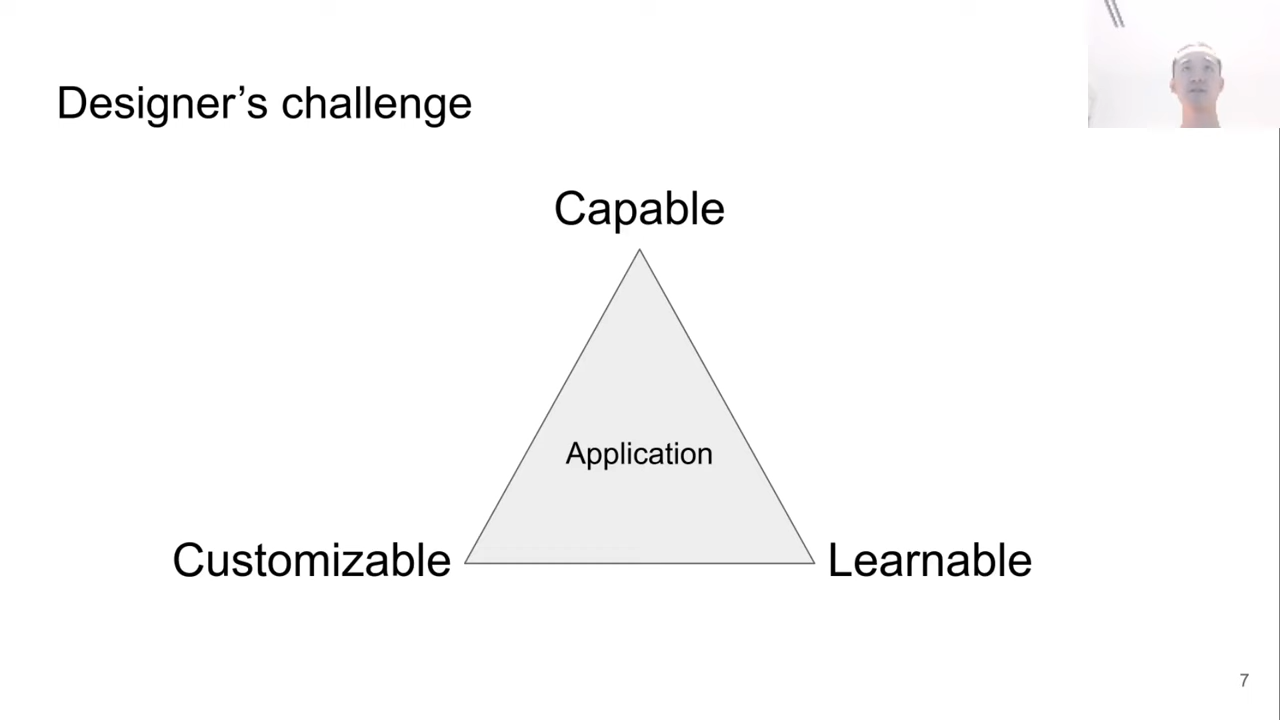 Designer’s challenge
Capable
Application
Customizable
Learnable
7